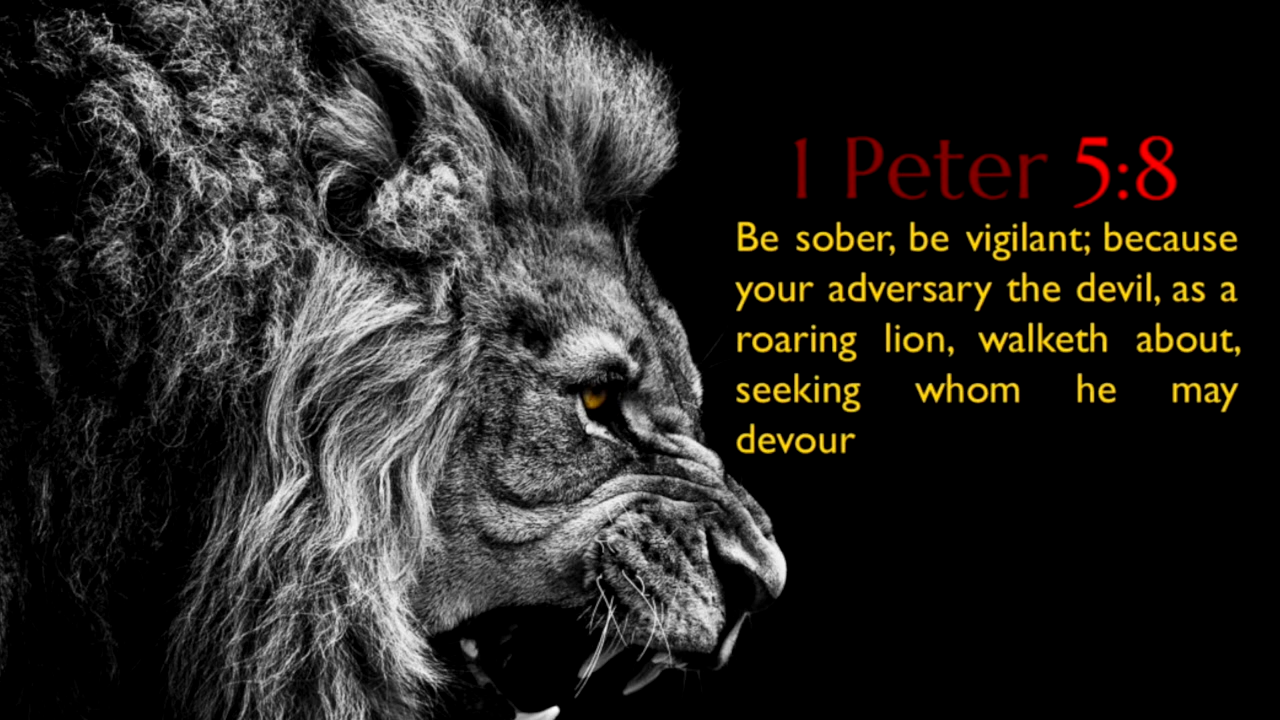 1 Peter 5:8
Be sober, be vigilant; because
your adversary the devil, as a
roaring lion, walketh about,
seeking whom he may
devour